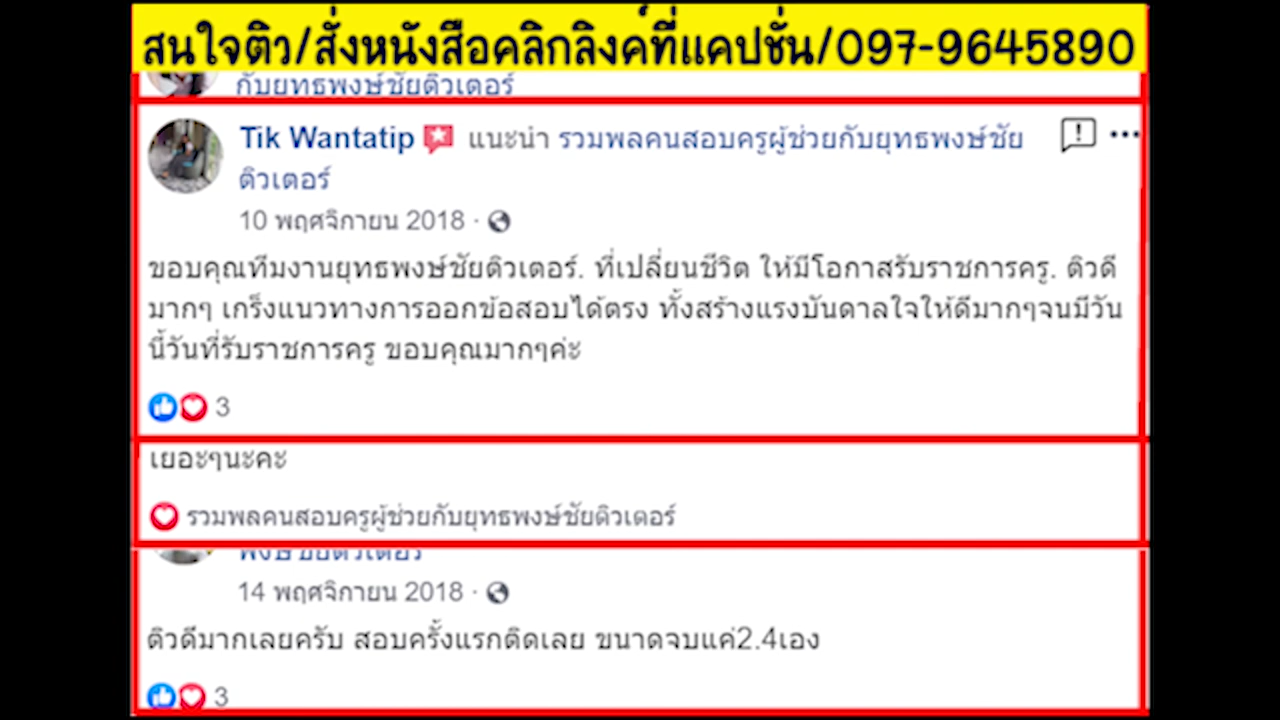 สนใจติว/สั่งหนังสือคลิกลิงค์ที่แคปชั่น/097-9645890
กับยุทธพงษ์ชัยติวเตอร์
Tik Wantatip แนะนำ รวมพลคนสอบครูผู้ช่วยกับยุทธพงษ์ชัย
ติวเตอร์
10 พฤศจิกายน 2018 ·
ขอบคุณทีมงานยุทธพงษ์ชัยติวเตอร์. ที่เปลี่ยนชีวิต ให้มีโอกาสรับราชการครู. ติวดี
มากๆ เกร็งแนวทางการออกข้อสอบได้ตรง ทั้งสร้างแรงบันดาลใจให้ดีมากๆจนมีวัน
นี้วันที่รับราชการครู ขอบคุณมากๆค่ะ
3
เยอะๆนะคะ
รวมพลคนสอบครูผู้ช่วยกับยุทธพงษ์ชัยติวเตอร์
พงษ์ชัยติวเตอร์
14 พฤศจิกายน 2018 ·
ติวดีมากเลยครับ สอบครั้งแรกติดเลย ขนาดจบแค่2.4เอง
3